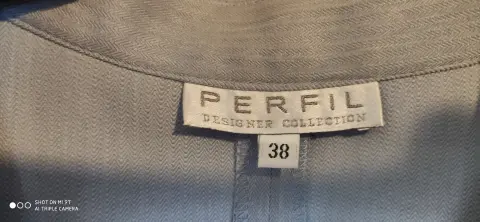 PERFIL
DESIGNER COLLECTION
38
SHOT ON MI 9T
AI TRIPLE CAMERA